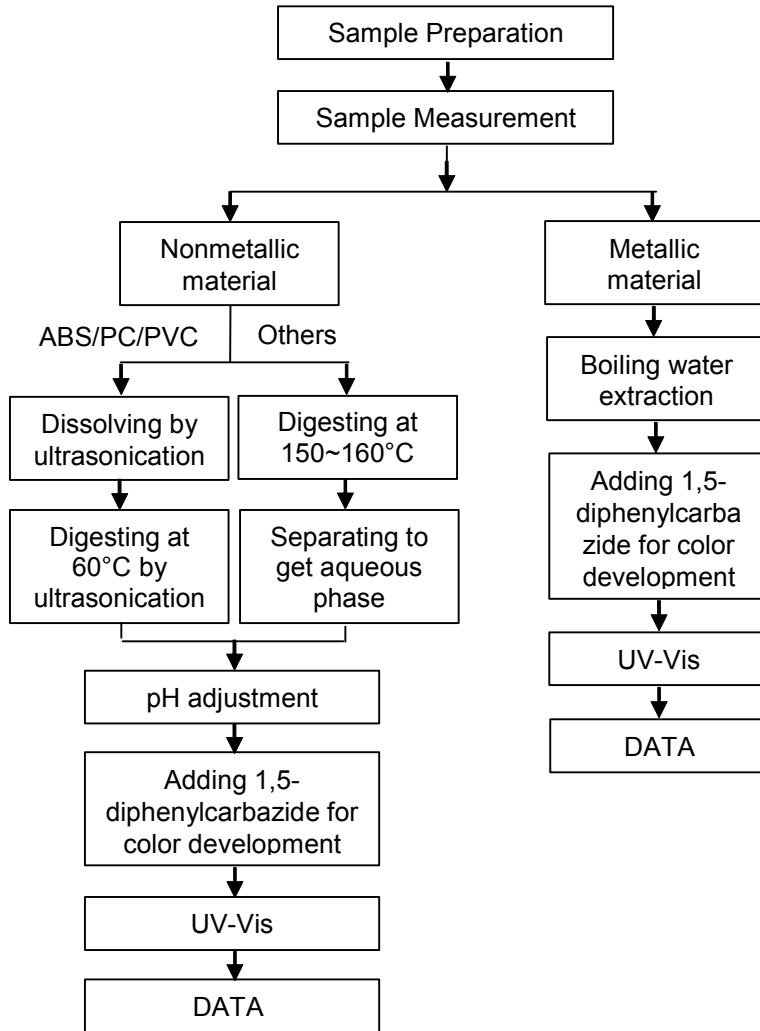 Sample Preparation
Sample Measurement
Nonmetallic
material
ABS/PC/PVC
Others
Dissolving by
ultrasonication
Digesting at
150~160°C
Digesting at
60°C by
ultrasonication
Separating to
get aqueous
phase
pH adjustment
Adding 1,5-
diphenylcarbazide for
color development
UV-Vis
DATA
Metallic
material
Boiling water
extraction
Adding 1,5-
diphenylcarba
zide for color
development
UV-Vis
DATA